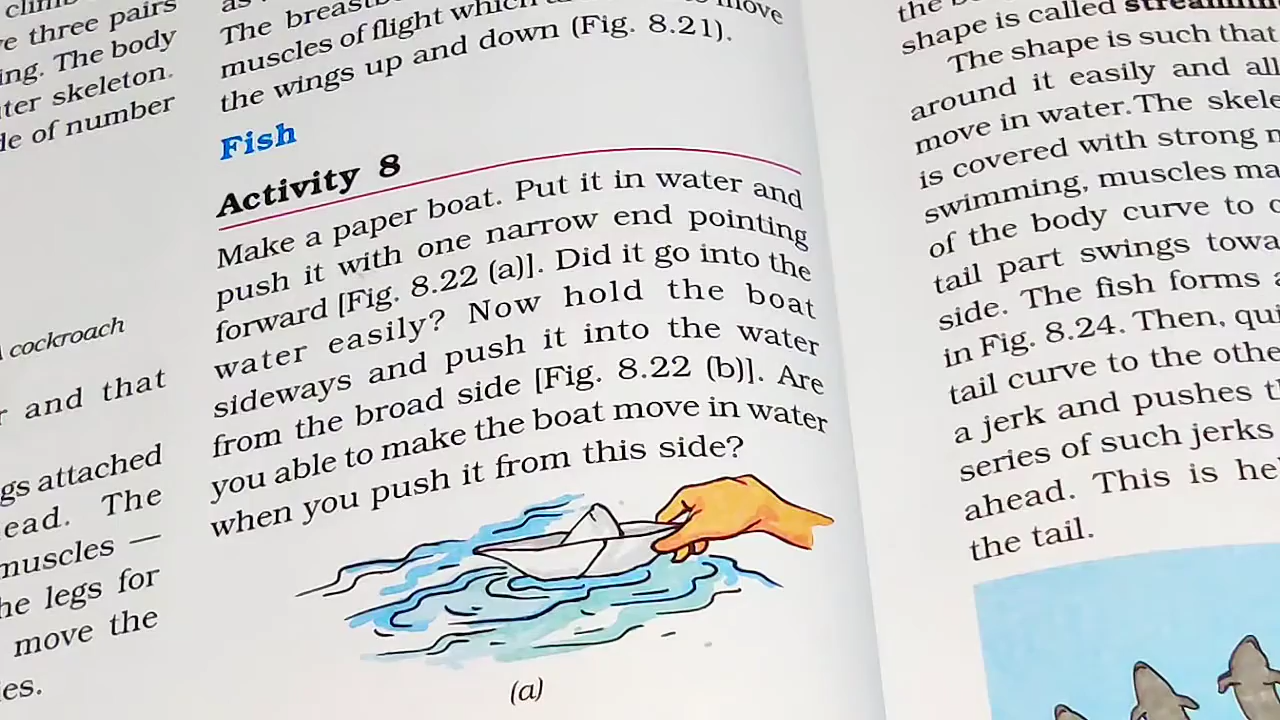 e three pairs
ing. The body
ter skeleton.
le of number
cockroach
and that
gs attached
ead. The
muscles —
he legs for
move the
es.
The breast
muscles of flight which move
the wings up and down (Fig. 8.21).
Fish
Activity 8
Make a paper boat. Put it in water and
push it with one narrow end pointing
forward [Fig. 8.22 (a)]. Did it go into the
water easily? Now hold the boat
sideways and push it into the water
from the broad side [Fig. 8.22 (b)]. Are
you able to make the boat move in water
when you push it from this side?
(a)
the
shape is called
The shape is such that
around it easily and all
move in water.The skele
is covered with strong m
swimming, muscles ma
of the body curve to
tail part swings towa
side. The fish forms a
in Fig. 8.24. Then, qui
tail curve to the othe
a jerk and pushes t
series of such jerks
ahead. This is he
the tail.